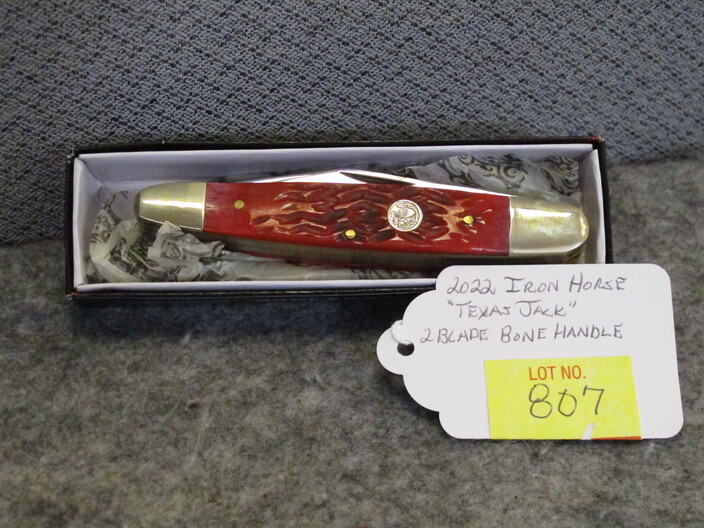 2022 IRON HORSE
"TEXAS JACK"
2 BLADE BONE HANDLE
LOT NO.
807